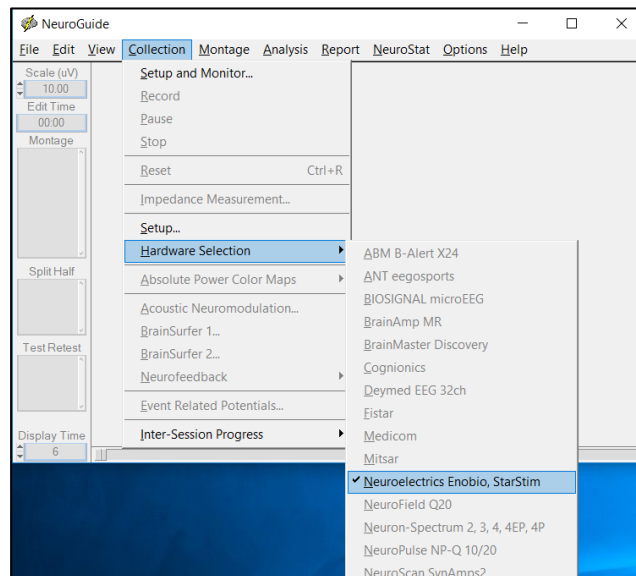 NeuroGuide
File Edit View Collection Montage Analysis Report NeuroStat Options Help
Scale (uV)
10.00
Edit Time
00:00
Montage
Split Half
Test Retest
Display Time
6
Setup and Monitor...
Record
Pause
Stop
Reset Ctrl+R
Impedance Measurement...
Setup...
Hardware Selection
Absolute Power Color Maps
Acoustic Neuromodulation...
BrainSurfer 1...
BrainSurfer 2...
Neurofeedback
Event Related Potentials...
Inter-Session Progress
ABM B-Alert X24
ANT eegosports
BIOSIGNAL microEEG
BrainAmp MR
BrainMaster Discovery
Cognionics
Deymed EEG 32ch
Fistar
Medicom
Mitsar
Neuroelectrics Enobio, StarStim
NeuroField Q20
Neuron-Spectrum 2, 3, 4, 4EP, 4P
NeuroPulse NP-Q 10/20
NeuroScan SynAmps2